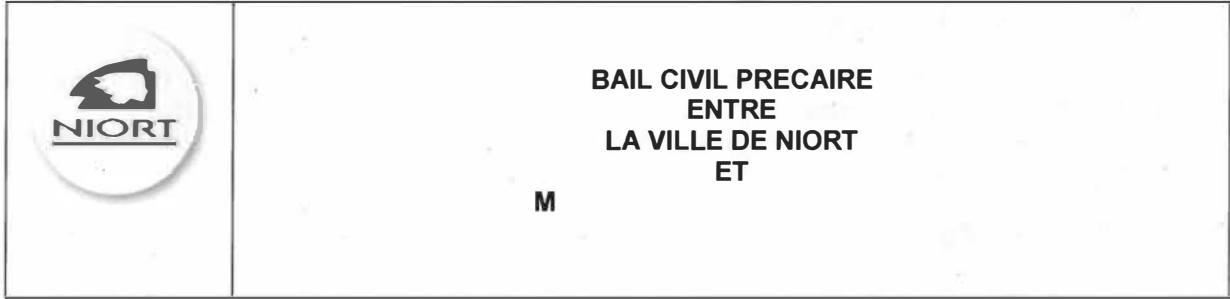 NIORT
BAIL CIVIL PRECAIRE
ENTRE
LA VILLE DE NIORT
ET
M